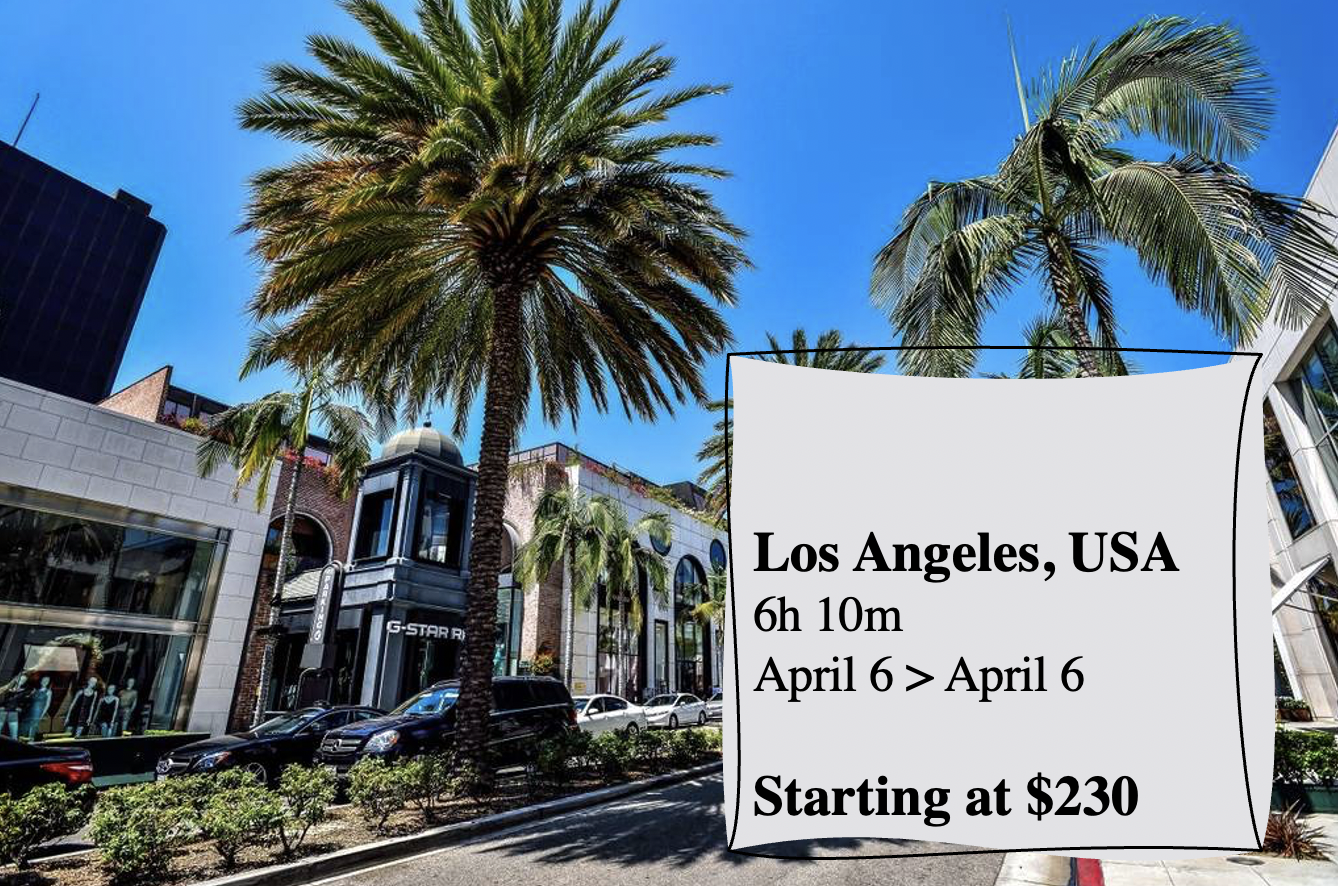 G-STAR R
Los Angeles, USA
6h 10m
April 6 > April 6
Starting at $230